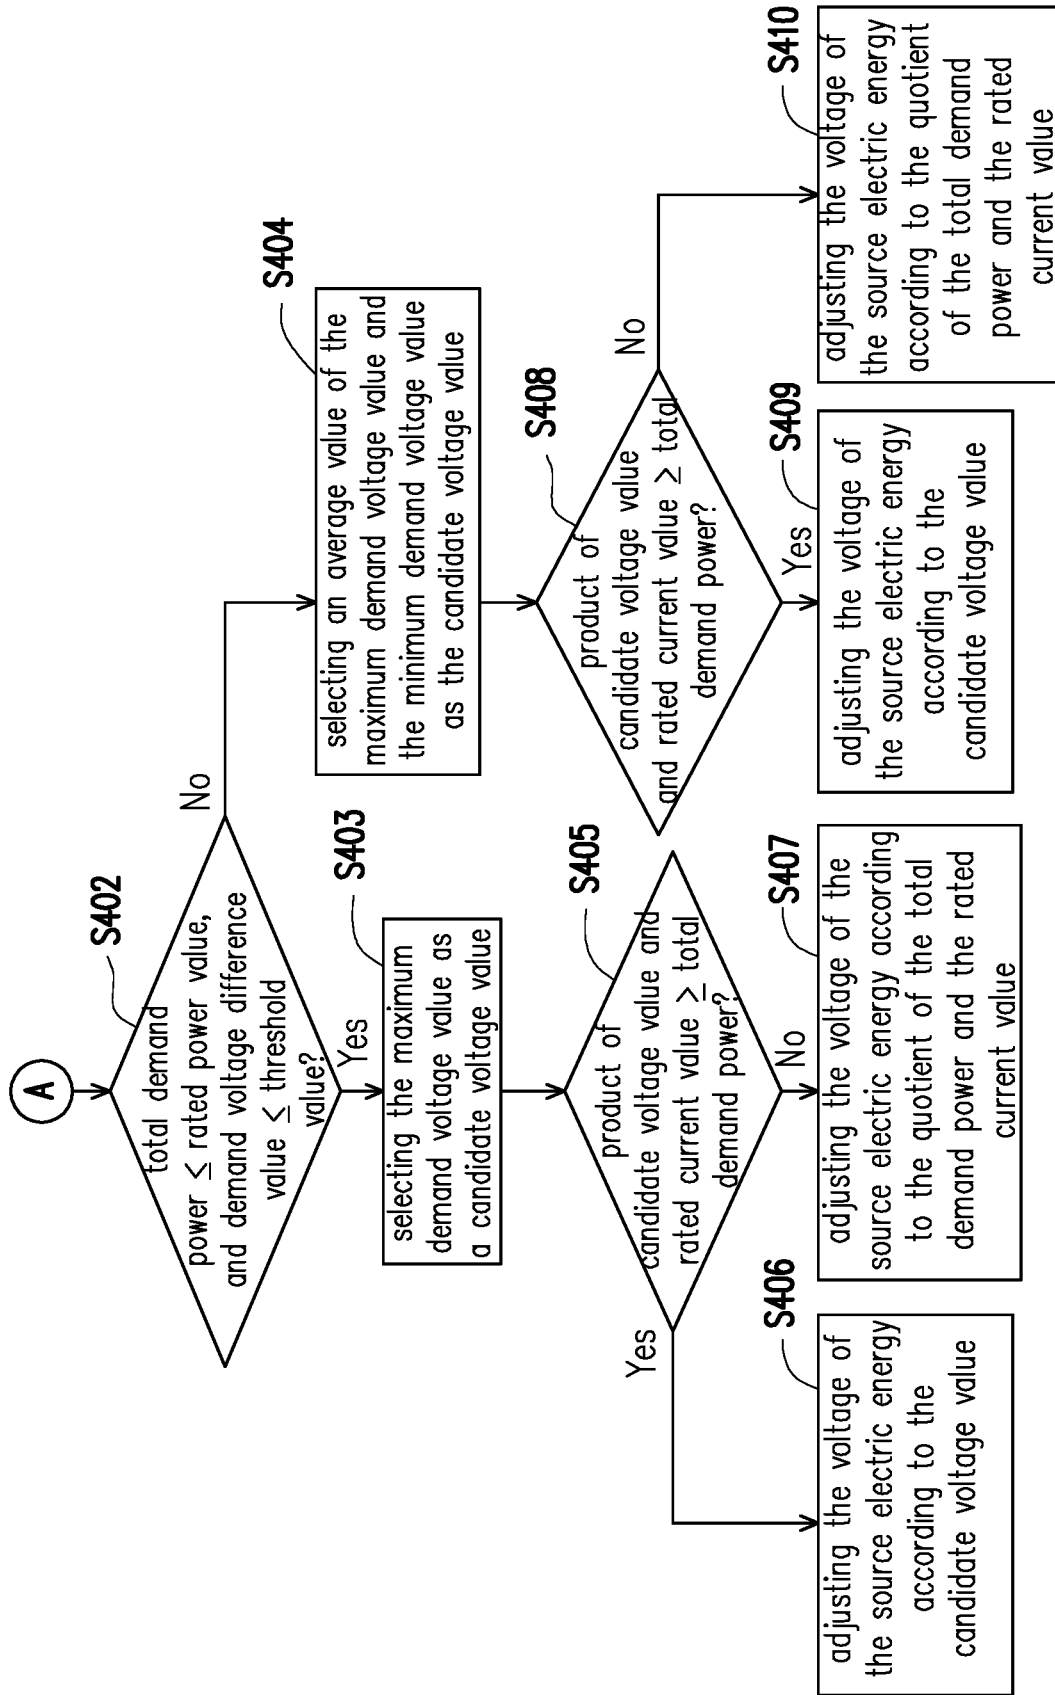 A
S402
total demand
power ≤ rated power value,
and demand voltage difference
value ≤ threshold
value?
No
Yes
S403
selecting the maximum
demand voltage value as
a candidate voltage value
S404
selecting an average value of the
maximum demand voltage value and
the minimum demand voltage value
as the candidate voltage value
S405
product of
candidate voltage value and
rated current value ≥ total
demand power?
Yes
No
S408
product of
candidate voltage value
and rated current value ≥ total
demand power?
No
Yes
S406
adjusting the voltage of
the source electric energy
according to the
candidate voltage value
S407
adjusting the voltage of the
source electric energy according
to the quotient of the total
demand power and the rated
current value
S409
adjusting the voltage of
the source electric energy
according to the
candidate voltage value
S410
adjusting the voltage of
the source electric energy
according to the quotient
of the total demand
power and the rated
current value